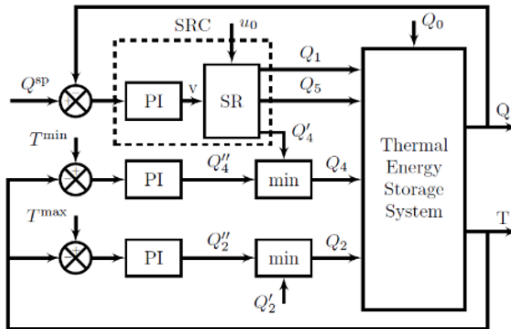 SRC
u₀
Q₀
Qˢᵖ
PI
v
SR
Q₁
Q₅
Q
Tᵐⁱⁿ
Q′₄
Thermal
Energy
Storage
System
PI
Q″₄
min
Q₄
Tᵐᵃˣ
T
PI
Q″₂
min
Q₂
Q′₂